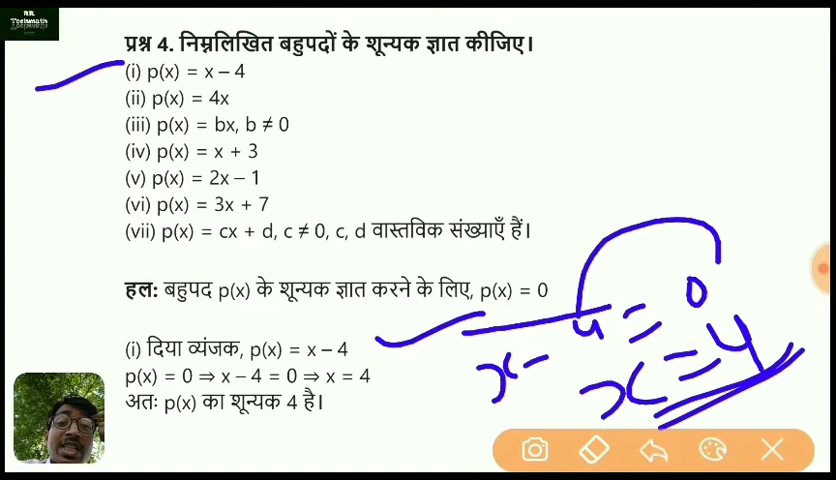 Techmath
प्रश्न 4. निम्नलिखित बहुपदों के शून्यक ज्ञात कीजिए।
(i) p(x) = x – 4
(ii) p(x) = 4x
(iii) p(x) = bx, b ≠ 0
(iv) p(x) = x + 3
(v) p(x) = 2x – 1
(vi) p(x) = 3x + 7
(vii) p(x) = cx + d, c ≠ 0, c, d वास्तविक संख्याएँ हैं।
हल: बहुपद p(x) के शून्यक ज्ञात करने के लिए, p(x) = 0
(i) दिया व्यंजक, p(x) = x – 4
p(x) = 0 ⇒ x – 4 = 0 ⇒ x = 4
अतः p(x) का शून्यक 4 है।
x – 4 = 0
x = 4